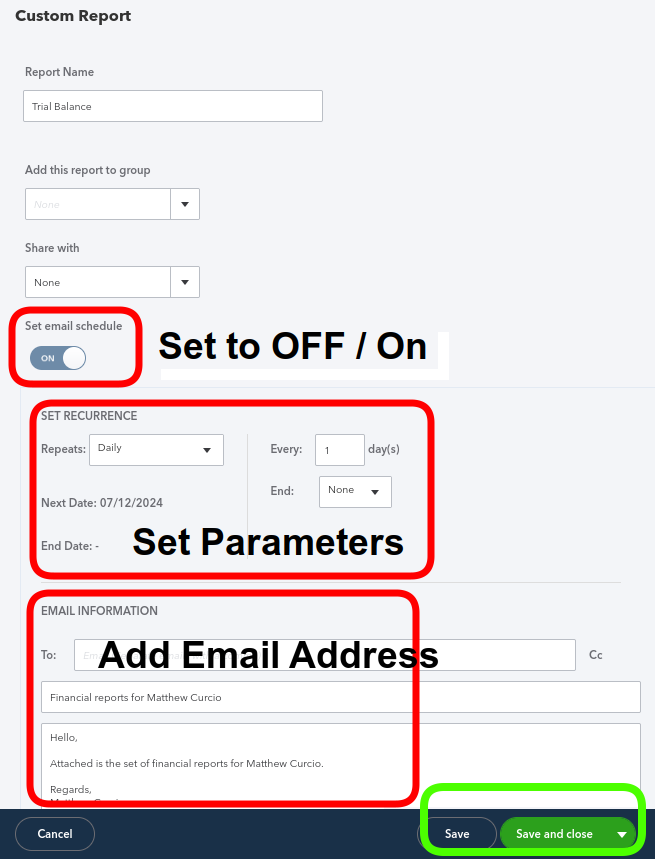 Custom Report
Report Name
Trial Balance
Add this report to group
None
Share with
None
Set email schedule
ON
Set to OFF / On
SET RECURRENCE
Repeats: Daily
Every: 1 day(s)
End: None
Next Date: 07/12/2024
End Date: -
Set Parameters
EMAIL INFORMATION
To:
Add Email Address
Cc
Financial reports for Matthew Curcio
Hello,
Attached is the set of financial reports for Matthew Curcio.
Regards,
Cancel
Save
Save and close